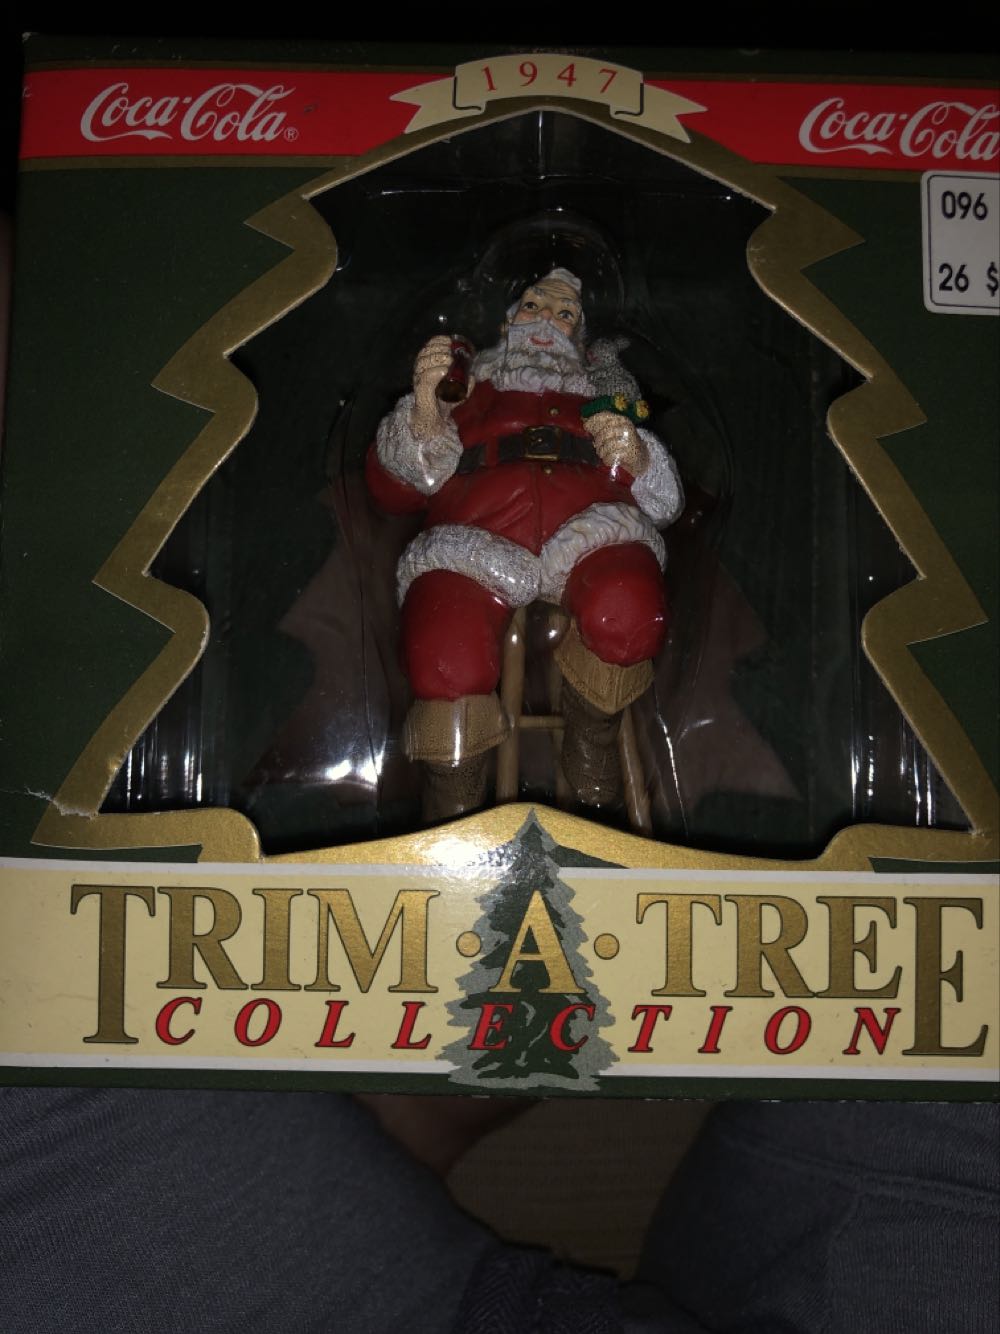 1947
Coca-Cola®
Coca-Cola
096
26 $
TRIM·A·TREE
COLLECTION